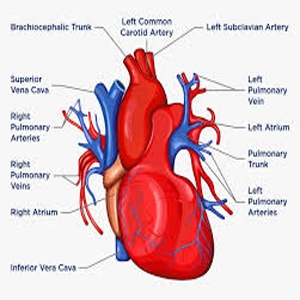 Brachiocephalic Trunk
Left Common
Carotid Artery
Left Subclavian Artery
Superior
Vena Cava
Right
Pulmonary
Arteries
Right
Pulmonary
Veins
Right Atrium
Inferior Vena Cava
Left
Pulmonary
Vein
Left Atrium
Pulmonary
Trunk
Left
Pulmonary
Arteries